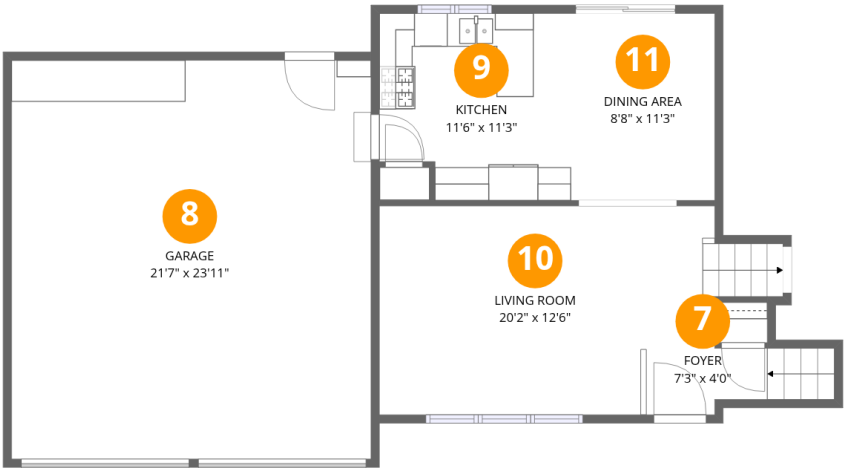 9
KITCHEN
11'6" x 11'3"
11
DINING AREA
8'8" x 11'3"
8
GARAGE
21'7" x 23'11"
10
LIVING ROOM
20'2" x 12'6"
7
FOYER
7'3" x 4'0"